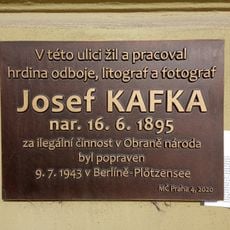 V této ulici žil a pracoval
hrdina odboje, litograf a fotograf
Josef KAFKA
nar. 16. 6. 1895
za ilegální činnost v Obraně národa
byl popraven
9. 7. 1943 v Berlíně-Plötzensee
MČ Praha 4, 2020